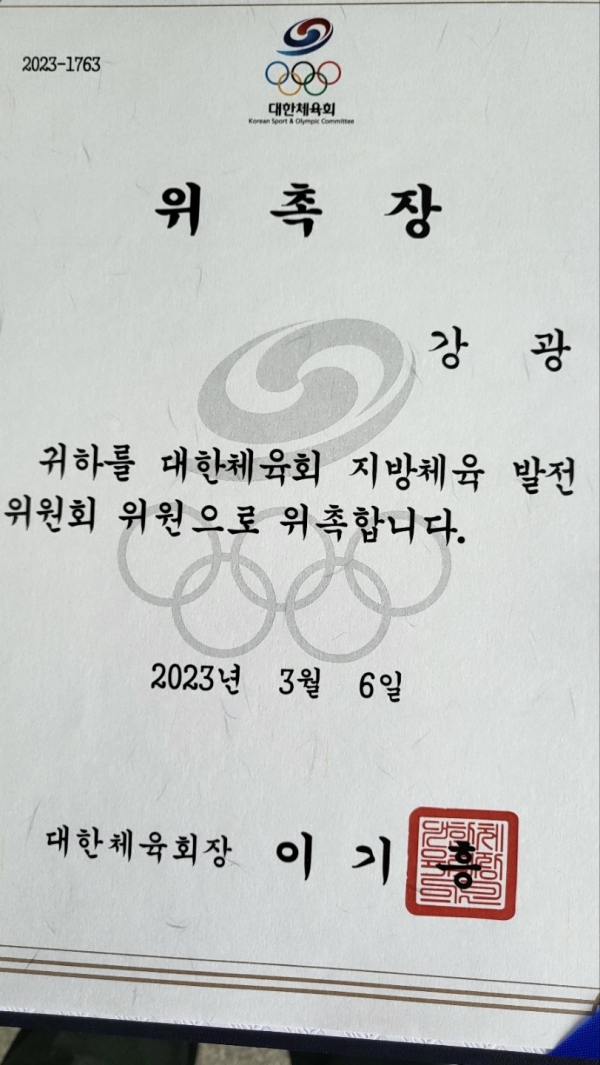 2023-1763
대한체육회
Korean Sport & Olympic Committee
위 촉 장
강 광
귀하를 대한체육회 지방체육 발전
위원회 위원으로 위촉합니다.
2023년 3월 6일
대한체육회장 이 기 흥